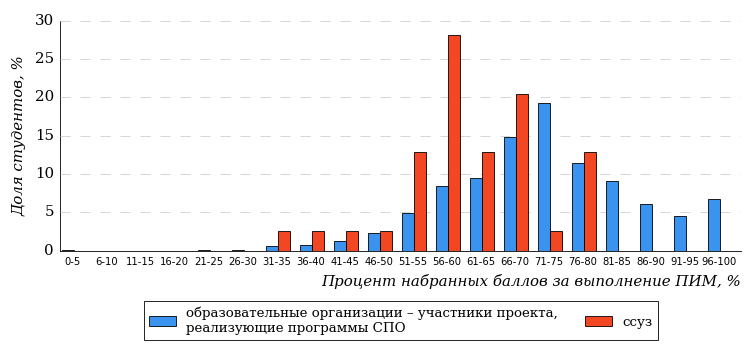 Доля студентов, %
30
25
20
15
10
5
0
0-5 6-10 11-15 16-20 21-25 26-30 31-35 36-40 41-45 46-50 51-55 56-60 61-65 66-70 71-75 76-80 81-85 86-90 91-95 96-100
Процент набранных баллов за выполнение ПИМ, %
образовательные организации – участники проекта,
реализующие программы СПО
ссуз